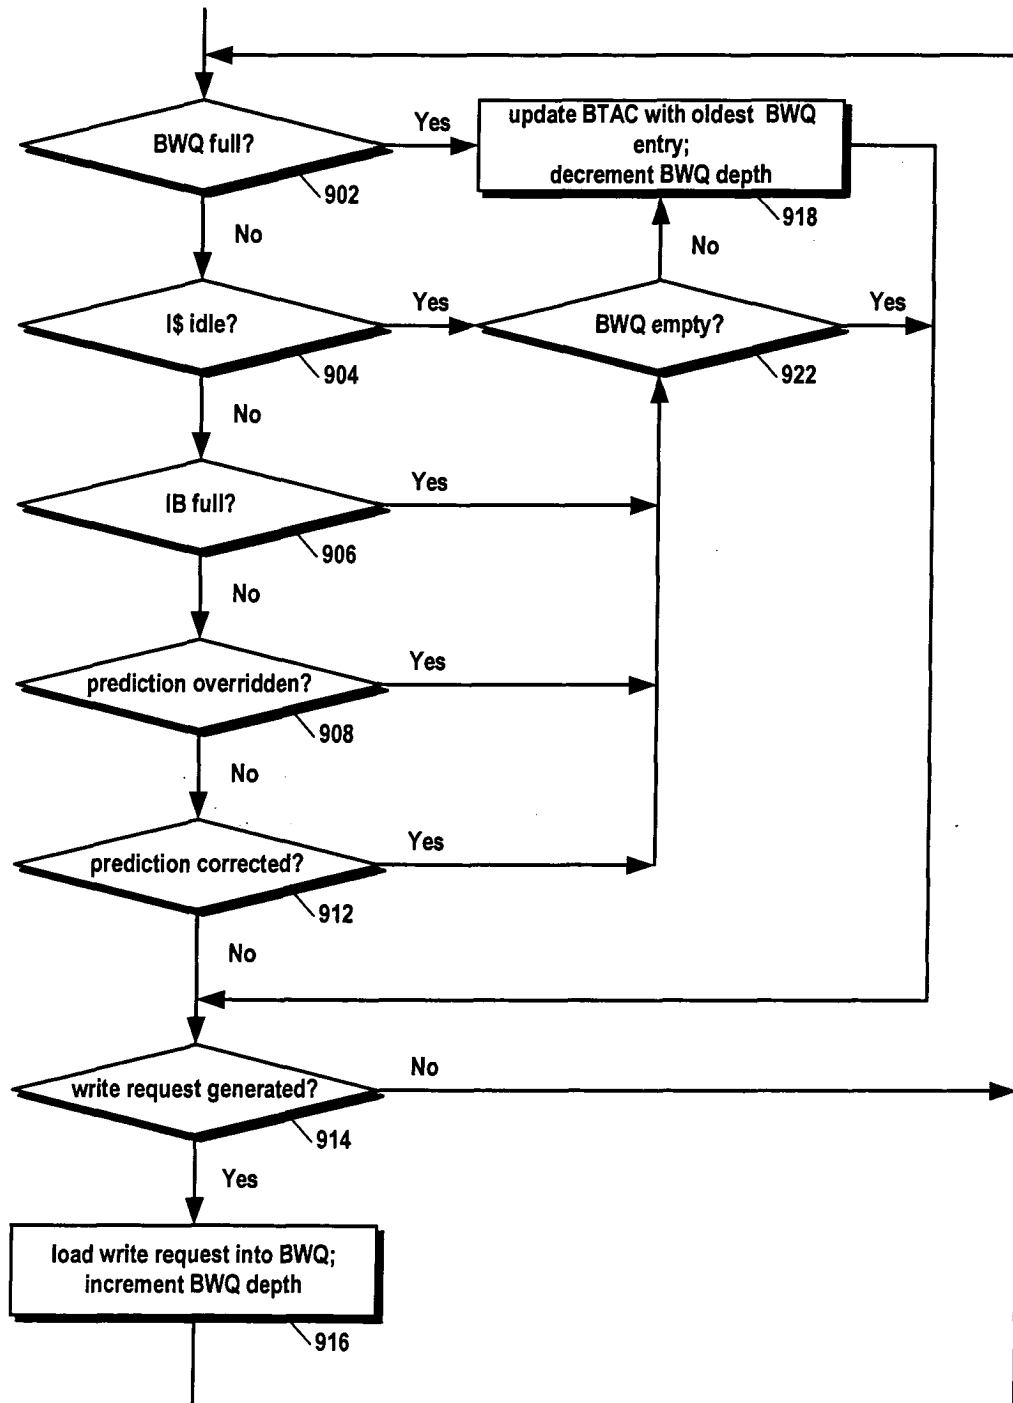 BWQ full?
902
Yes
update BTAC with oldest BWQ
entry;
decrement BWQ depth
918
No
No
I$ idle?
904
Yes
BWQ empty?
922
Yes
No
IB full?
906
Yes
No
prediction overridden?
908
Yes
No
prediction corrected?
912
Yes
No
write request generated?
914
No
Yes
load write request into BWQ;
increment BWQ depth
916